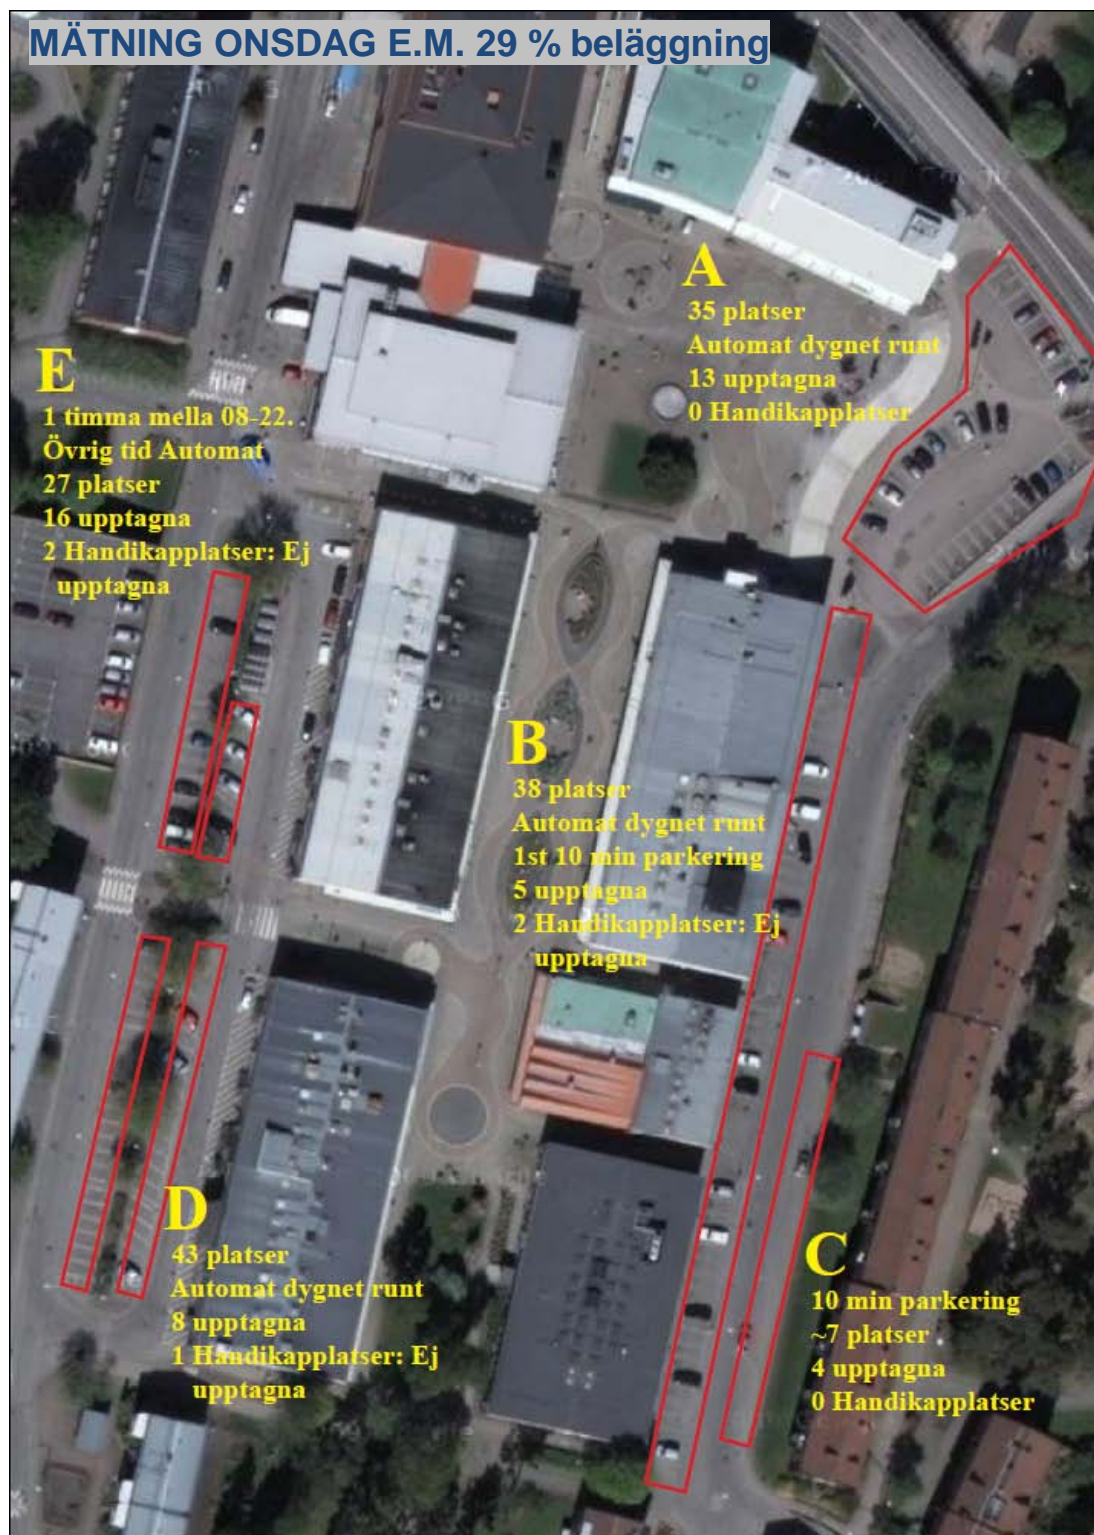 MÄTNING ONSDAG E.M. 29 % beläggning
A
35 platser
Automat dygnet runt
13 upptagna
0 Handikapplatser
E
1 timma mella 08-22.
Övrig tid Automat
27 platser
16 upptagna
2 Handikapplatser: Ej
upptagna
B
38 platser
Automat dygnet runt
1st 10 min parkering
5 upptagna
2 Handikapplatser: Ej
upptagna
D
43 platser
Automat dygnet runt
8 upptagna
1 Handikapplatser: Ej
upptagna
C
10 min parkering
~7 platser
4 upptagna
0 Handikapplatser